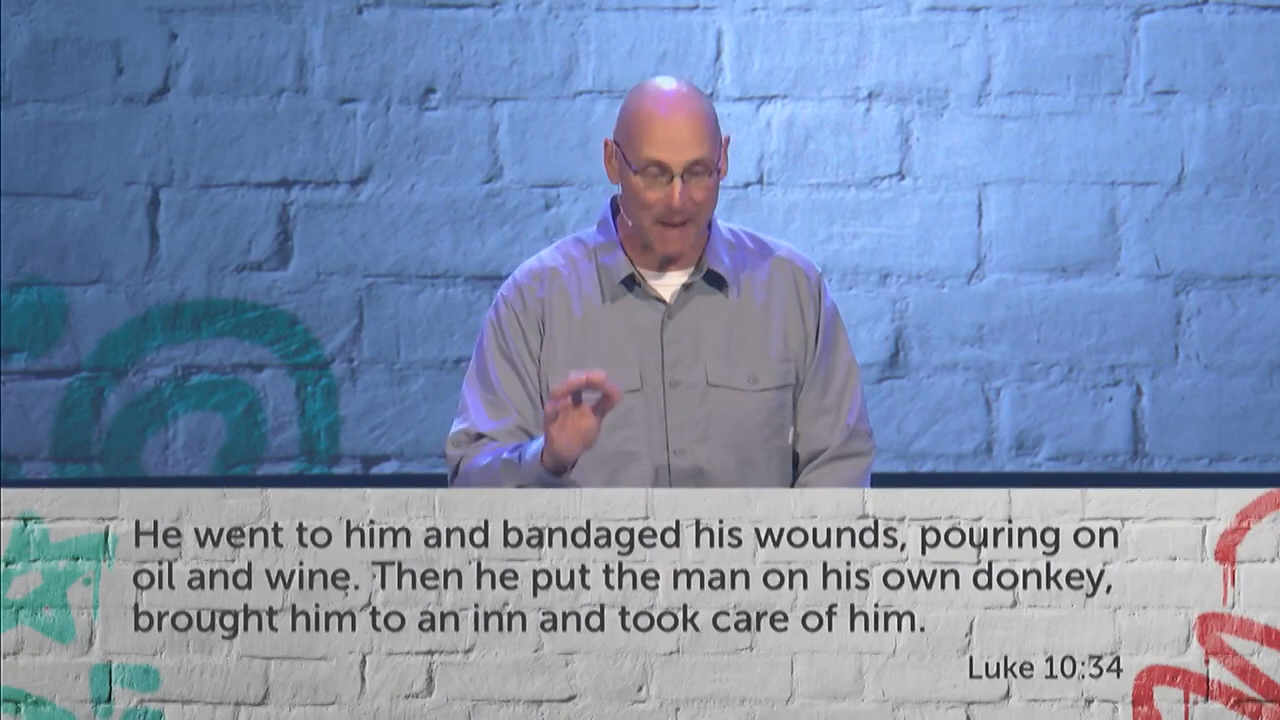 He went to him and bandaged his wounds, pouring on
oil and wine. Then he put the man on his own donkey,
brought him to an inn and took care of him.
Luke 10:34